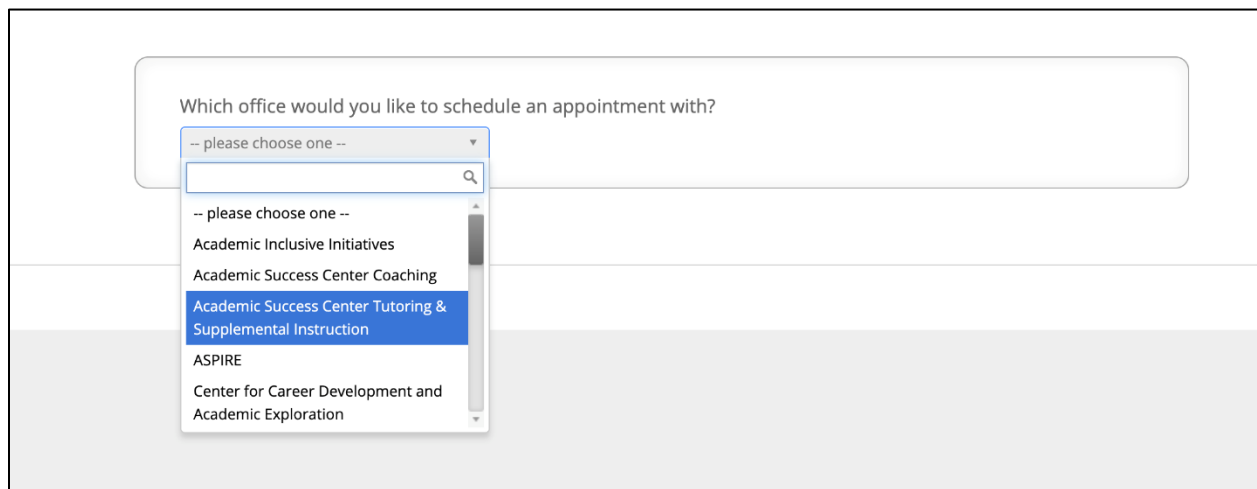 Which office would you like to schedule an appointment with?
-- please choose one --
-- please choose one --
Academic Inclusive Initiatives
Academic Success Center Coaching
Academic Success Center Tutoring &
Supplemental Instruction
ASPIRE
Center for Career Development and
Academic Exploration